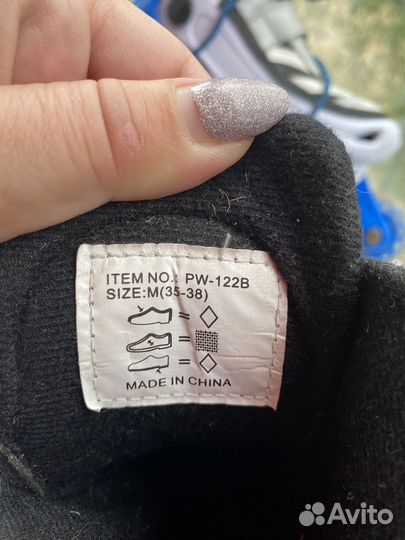 ITEM NO.: PW-122B
SIZE:M(35-38)
MADE IN CHINA
Avito